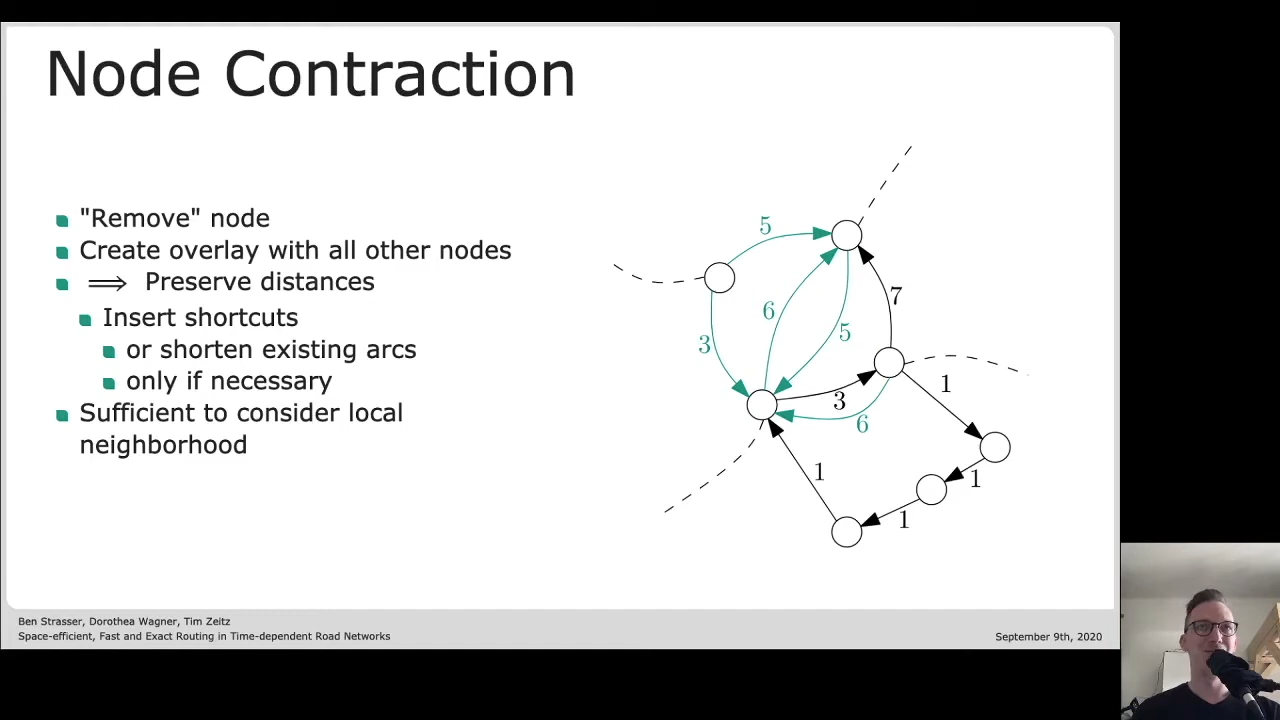 Node Contraction
"Remove" node
Create overlay with all other nodes
⟹ Preserve distances
Insert shortcuts
or shorten existing arcs
only if necessary
Sufficient to consider local
neighborhood
5
7
6
5
3
3
6
1
1
1
1
Ben Strasser, Dorothea Wagner, Tim Zeitz
Space-efficient, Fast and Exact Routing in Time-dependent Road Networks
September 9th, 2020